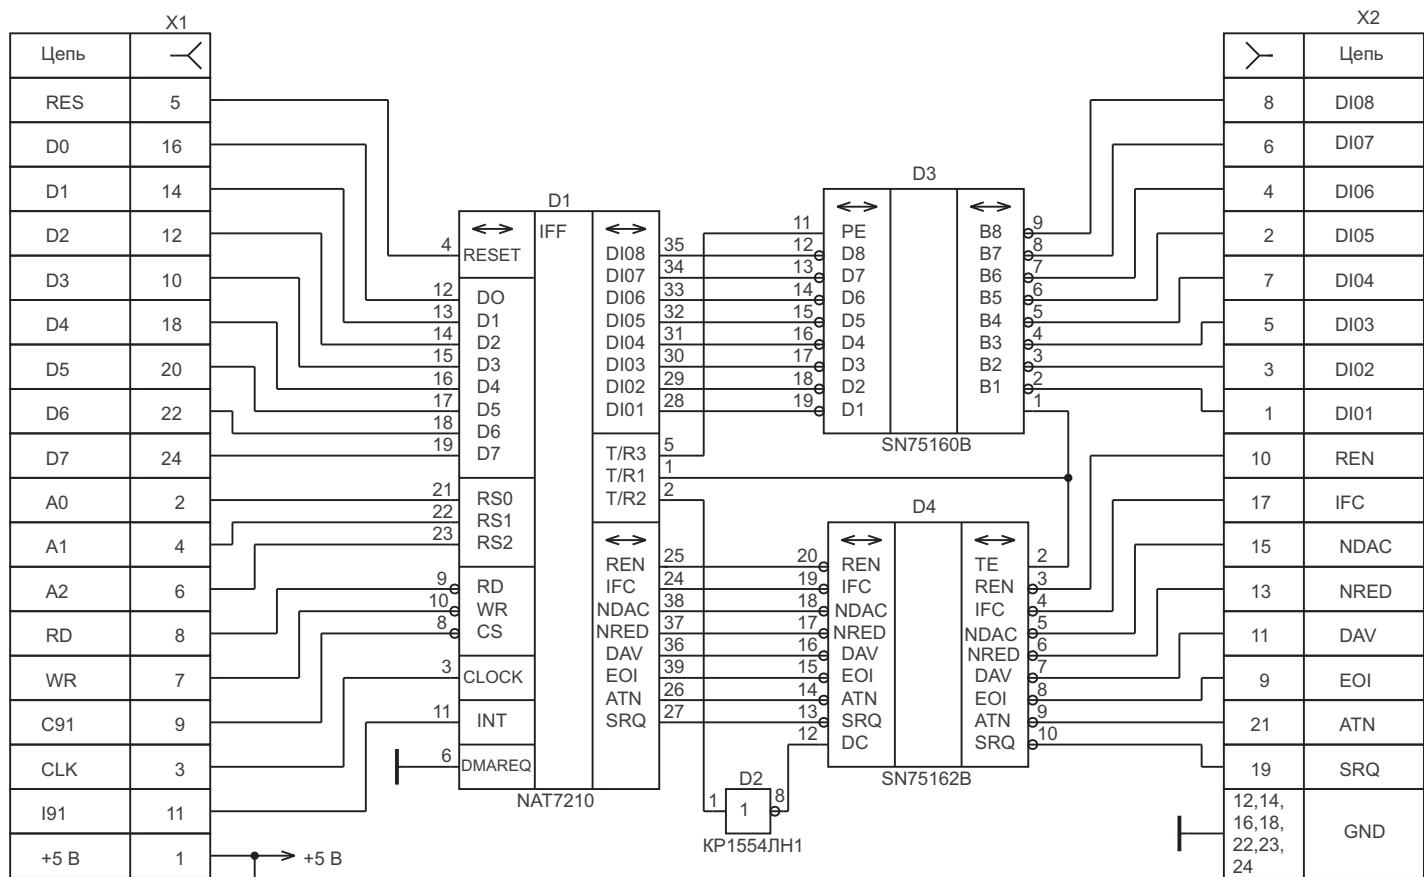 X1
Цепь
RES 5
D0 16
D1 14
D2 12
D3 10
D4 18
D5 20
D6 22
D7 24
A0 2
A1 4
A2 6
RD 8
WR 7
C91 9
CLK 3
I91 11
+5 В 1
+5 В
D1
IFF
4 RESET
12 DO
13 D1
14 D2
15 D3
16 D4
17 D5
18 D6
19 D7
21 RS0
22 RS1
23 RS2
9 RD
10 WR
8 CS
3 CLOCK
11 INT
6 DMAREQ
DI08 35
DI07 34
DI06 33
DI05 32
DI04 31
DI03 30
DI02 29
DI01 28
T/R3 5
T/R1 1
T/R2 2
REN 25
IFC 24
NDAC 38
NRED 37
DAV 36
EOI 39
ATN 26
SRQ 27
NAT7210
D2
1 1 8
КР1554ЛН1
D3
11 PE
12 D8
13 D7
14 D6
15 D5
16 D4
17 D3
18 D2
19 D1
B8 9
B7 8
B6 7
B5 6
B4 5
B3 4
B2 3
B1 2
1
SN75160B
D4
20 REN
19 IFC
18 NDAC
17 NRED
16 DAV
15 EOI
14 ATN
13 SRQ
12 DC
TE 2
REN 3
IFC 4
NDAC 5
NRED 6
DAV 7
EOI 8
ATN 9
SRQ 10
SN75162B
X2
Цепь
8 DI08
6 DI07
4 DI06
2 DI05
7 DI04
5 DI03
3 DI02
1 DI01
10 REN
17 IFC
15 NDAC
13 NRED
11 DAV
9 EOI
21 ATN
19 SRQ
12,14,
16,18,
22,23,
24
GND